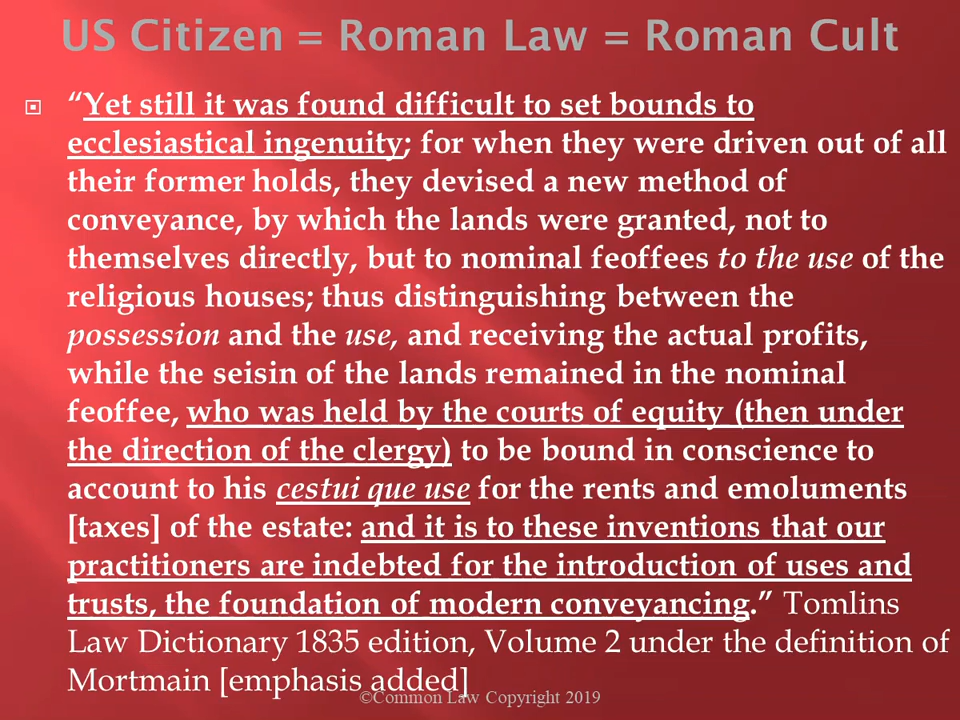 US Citizen = Roman Law = Roman Cult
“Yet still it was found difficult to set bounds to
ecclesiastical ingenuity; for when they were driven out of all
their former holds, they devised a new method of
conveyance, by which the lands were granted, not to
themselves directly, but to nominal feoffees to the use of the
religious houses; thus distinguishing between the
possession and the use, and receiving the actual profits,
while the seisin of the lands remained in the nominal
feoffee, who was held by the courts of equity (then under
the direction of the clergy) to be bound in conscience to
account to his cestui que use for the rents and emoluments
[taxes] of the estate: and it is to these inventions that our
practitioners are indebted for the introduction of uses and
trusts, the foundation of modern conveyancing.” Tomlins
Law Dictionary 1835 edition, Volume 2 under the definition of
Mortmain [emphasis added]
©Common Law Copyright 2019